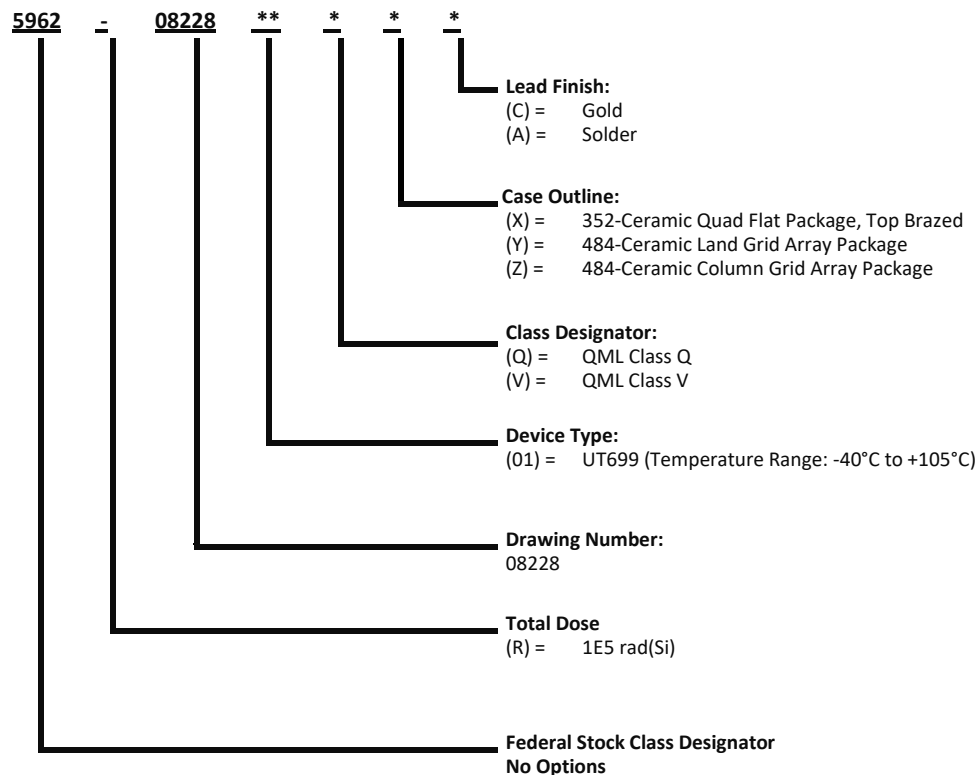 5962 - 08228 ** * * *
Lead Finish:
(C) = Gold
(A) = Solder
Case Outline:
(X) = 352-Ceramic Quad Flat Package, Top Brazed
(Y) = 484-Ceramic Land Grid Array Package
(Z) = 484-Ceramic Column Grid Array Package
Class Designator:
(Q) = QML Class Q
(V) = QML Class V
Device Type:
(01) = UT699 (Temperature Range: -40°C to +105°C)
Drawing Number:
08228
Total Dose
(R) = 1E5 rad(Si)
Federal Stock Class Designator
No Options